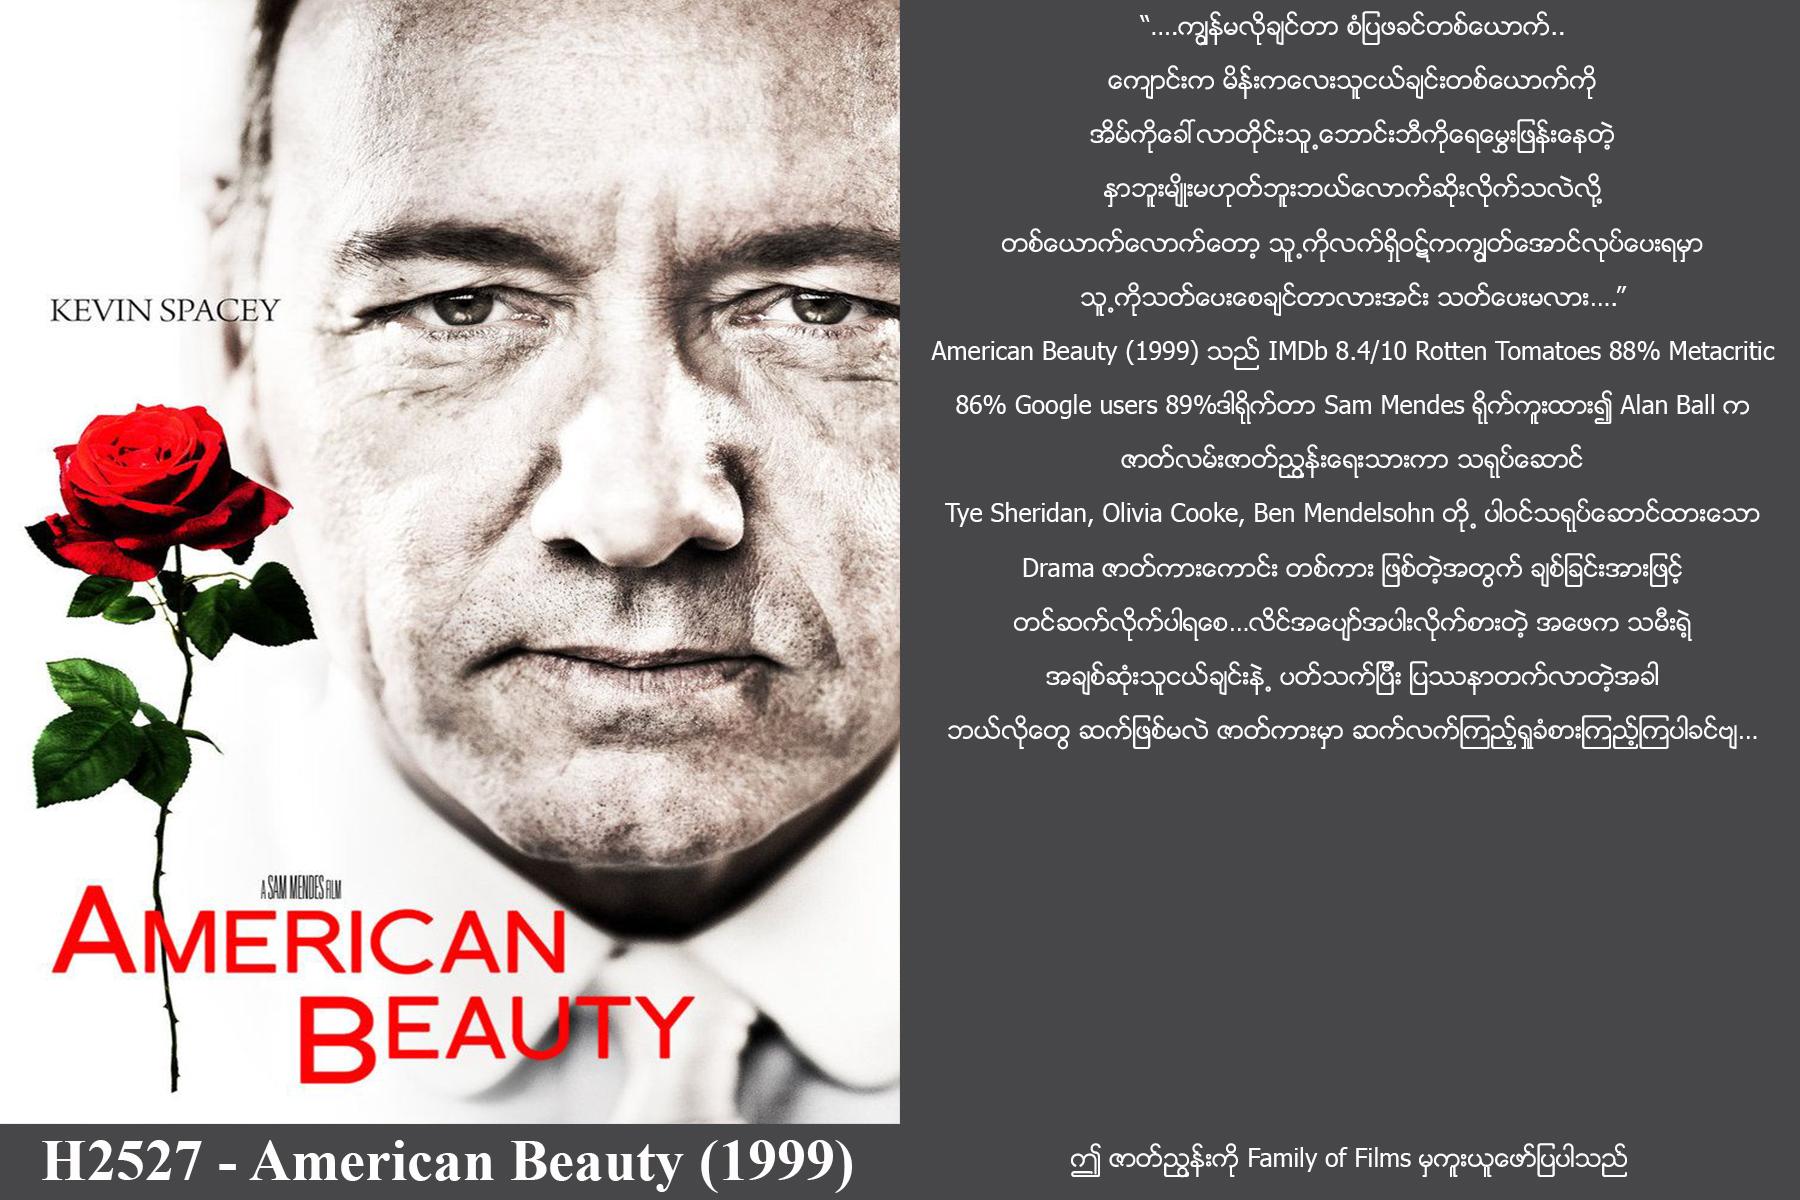 KEVIN SPACEY
A SAM MENDES FILM
AMERICAN
BEAUTY
H2527 - American Beauty (1999)
“....ကျွန်မလိုချင်တာ စံပြဖခင်တစ်ယောက်..
ကျောင်းက မိန်းကလေးသူငယ်ချင်းတစ်ယောက်ကို
အိမ်ကိုခေါ်လာတိုင်းသူ့ဘောင်းဘီကိုရေမွှေးဖြန်းနေတဲ့
နှာဘူးမျိုးမဟုတ်ဘူးဘယ်လောက်ဆိုးလိုက်သလဲလို့
တစ်ယောက်လောက်တော့ သူ့ကိုလက်ရှိဝဋ်ကကျွတ်အောင်လုပ်ပေးရမှာ
သူ့ကိုသတ်ပေးစေချင်တာလားအင်း သတ်ပေးမလား....”
American Beauty (1999) သည် IMDb 8.4/10 Rotten Tomatoes 88% Metacritic
86% Google users 89%ဒါရိုက်တာ Sam Mendes ရိုက်ကူးထား၍ Alan Ball က
ဇာတ်လမ်းဇာတ်ညွှန်းရေးသားကာ သရုပ်ဆောင်
Tye Sheridan, Olivia Cooke, Ben Mendelsohn တို့ ပါဝင်သရုပ်ဆောင်ထားသော
Drama ဇာတ်ကားကောင်း တစ်ကား ဖြစ်တဲ့အတွက် ချစ်ခြင်းအားဖြင့်
တင်ဆက်လိုက်ပါရစေ...လိင်အပျော်အပါးလိုက်စားတဲ့ အဖေက သမီးရဲ့
အချစ်ဆုံးသူငယ်ချင်းနဲ့ ပတ်သက်ပြီး ပြဿနာတက်လာတဲ့အခါ
ဘယ်လိုတွေ ဆက်ဖြစ်မလဲ ဇာတ်ကားမှာ ဆက်လက်ကြည့်ရှုခံစားကြည့်ကြပါခင်ဗျ...
ဤ ဇာတ်ညွှန်းကို Family of Films မှကူးယူဖော်ပြပါသည်